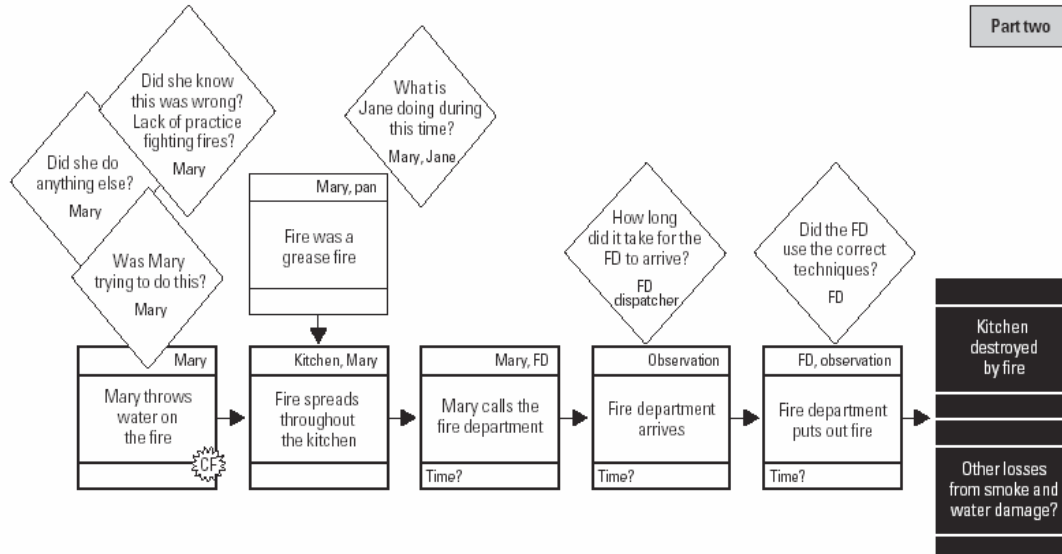 Part two
Did she know
this was wrong?
Lack of practice
fighting fires?
Mary
What is
Jane doing during
this time?
Mary, Jane
Did she do
anything else?
Mary
Was Mary
trying to do this?
Mary
Mary, pan
Fire was a
grease fire
How long
did it take for the
FD to arrive?
FD
dispatcher
Did the FD
use the correct
techniques?
FD
Mary
Mary throws
water on
the fire
CF
Kitchen, Mary
Fire spreads
throughout
the kitchen
Mary, FD
Mary calls the
fire department
Time?
Observation
Fire department
arrives
Time?
FD, observation
Fire department
puts out fire
Time?
Kitchen
destroyed
by fire
Other losses
from smoke and
water damage?